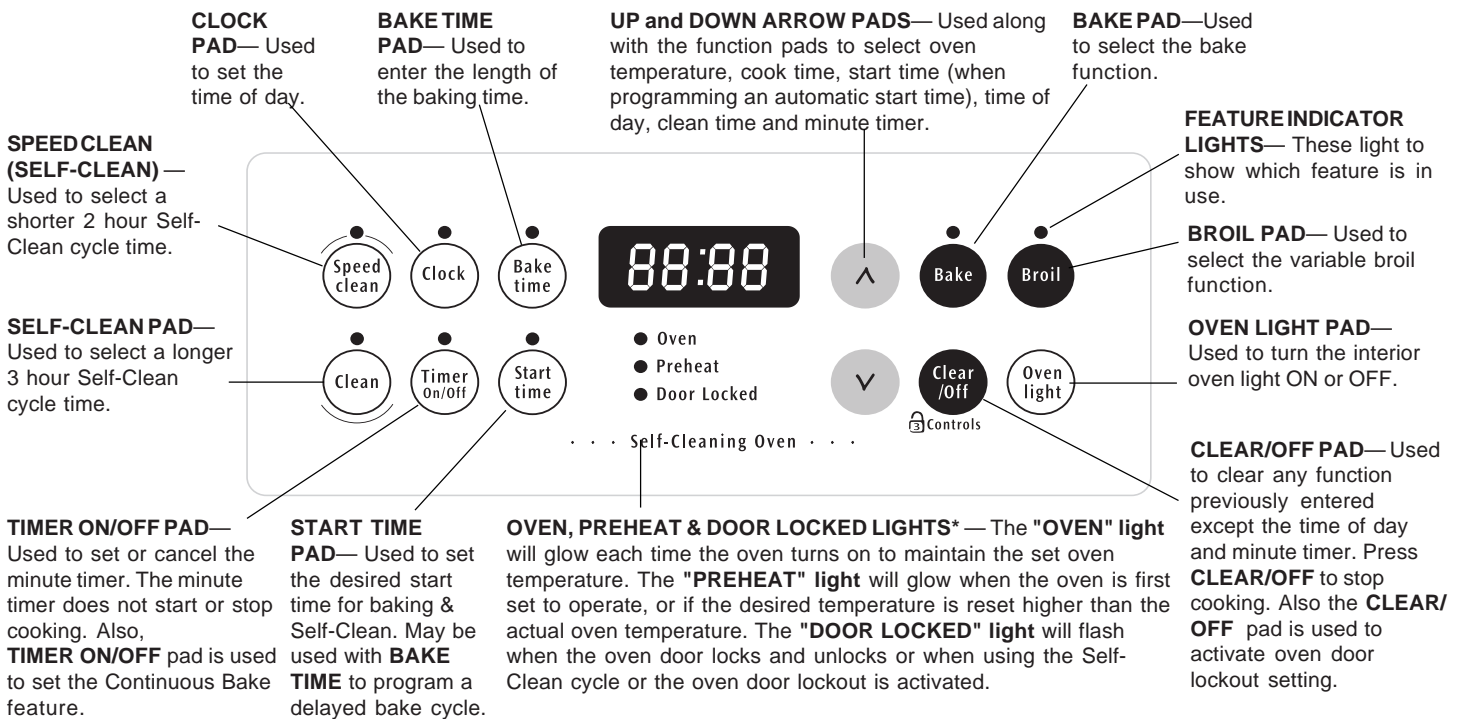 CLOCK
PAD— Used
to set the
time of day.
BAKE TIME
PAD— Used to
enter the length of
the baking time.
UP and DOWN ARROW PADS— Used along
with the function pads to select oven
temperature, cook time, start time (when
programming an automatic start time), time of
day, clean time and minute timer.
BAKE PAD—Used
to select the bake
function.
FEATURE INDICATOR
LIGHTS— These light to
show which feature is in
use.
SPEED CLEAN
(SELF-CLEAN) —
Used to select a
shorter 2 hour Self-
Clean cycle time.
BROIL PAD— Used to
select the variable broil
function.
SELF-CLEAN PAD—
Used to select a longer
3 hour Self-Clean
cycle time.
OVEN LIGHT PAD—
Used to turn the interior
oven light ON or OFF.
Speed
clean
Clock
Bake
time
88:88
Bake
Broil
Clean
Timer
On/Off
Start
time
Oven
Preheat
Door Locked
Clear
/Off
Oven
light
3 Controls
· · · Self-Cleaning Oven · · ·
CLEAR/OFF PAD— Used
to clear any function
previously entered
except the time of day
and minute timer. Press
CLEAR/OFF to stop
cooking. Also the CLEAR/
OFF pad is used to
activate oven door
lockout setting.
TIMER ON/OFF PAD—
Used to set or cancel the
minute timer. The minute
timer does not start or stop
cooking. Also,
TIMER ON/OFF pad is used
to set the Continuous Bake
feature.
START TIME
PAD— Used to set
the desired start
time for baking &
Self-Clean. May be
used with BAKE
TIME to program a
delayed bake cycle.
OVEN, PREHEAT & DOOR LOCKED LIGHTS* — The "OVEN" light
will glow each time the oven turns on to maintain the set oven
temperature. The "PREHEAT" light will glow when the oven is first
set to operate, or if the desired temperature is reset higher than the
actual oven temperature. The "DOOR LOCKED" light will flash
when the oven door locks and unlocks or when using the Self-
Clean cycle or the oven door lockout is activated.